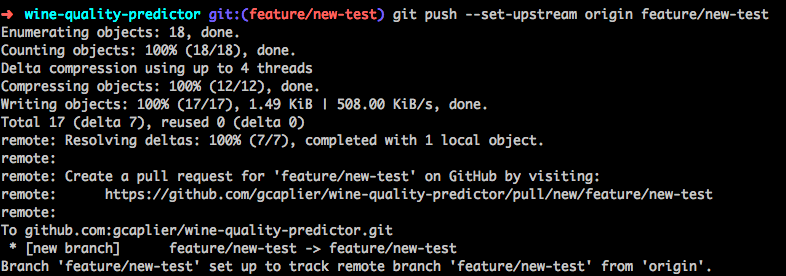 ➜ wine-quality-predictor git:(feature/new-test) git push --set-upstream origin feature/new-test
Enumerating objects: 18, done.
Counting objects: 100% (18/18), done.
Delta compression using up to 4 threads
Compressing objects: 100% (12/12), done.
Writing objects: 100% (17/17), 1.49 KiB | 508.00 KiB/s, done.
Total 17 (delta 7), reused 0 (delta 0)
remote: Resolving deltas: 100% (7/7), completed with 1 local object.
remote:
remote: Create a pull request for 'feature/new-test' on GitHub by visiting:
remote:      https://github.com/gcaplier/wine-quality-predictor/pull/new/feature/new-test
remote:
To github.com:gcaplier/wine-quality-predictor.git
 * [new branch]      feature/new-test -> feature/new-test
Branch 'feature/new-test' set up to track remote branch 'feature/new-test' from 'origin'.